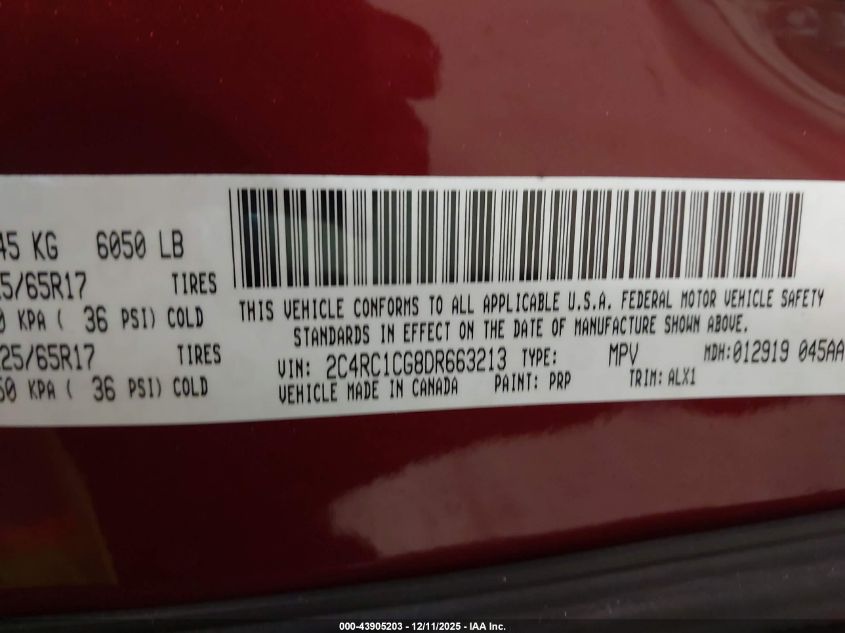 45 KG 6050 LB
5/65R17 TIRES
0 KPA ( 36 PSI) COLD
25/65R17 TIRES
50 KPA ( 36 PSI) COLD
THIS VEHICLE CONFORMS TO ALL APPLICABLE U.S.A. FEDERAL MOTOR VEHICLE SAFETY
STANDARDS IN EFFECT ON THE DATE OF MANUFACTURE SHOWN ABOVE.
VIN: 2C4RC1CG8DR663213 TYPE: MPV MDH:012919 045AA
VEHICLE MADE IN CANADA PAINT: PRP TRIM: ALX1
000-43905203 - 12/11/2025 - IAA Inc.